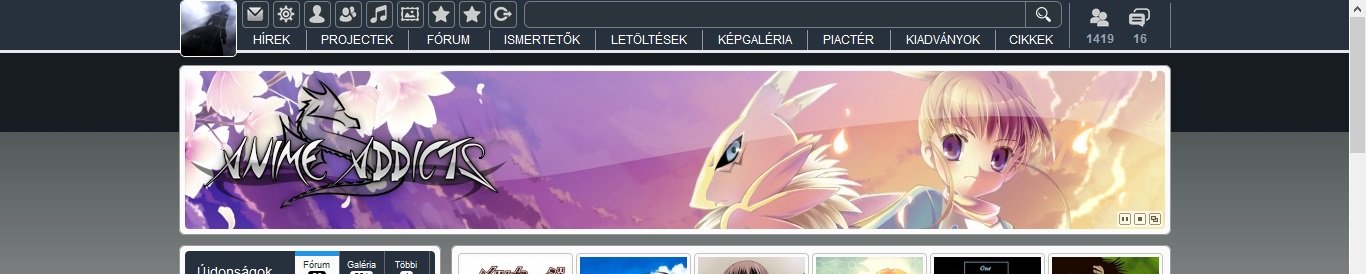 HÍREK PROJECTEK FÓRUM ISMERTETŐK LETÖLTÉSEK KÉPGALÉRIA PIACTÉR KIADVÁNYOK CIKKEK
1419 16
ANIME ADDICTS
Újdonságok Fórum Galéria Többi